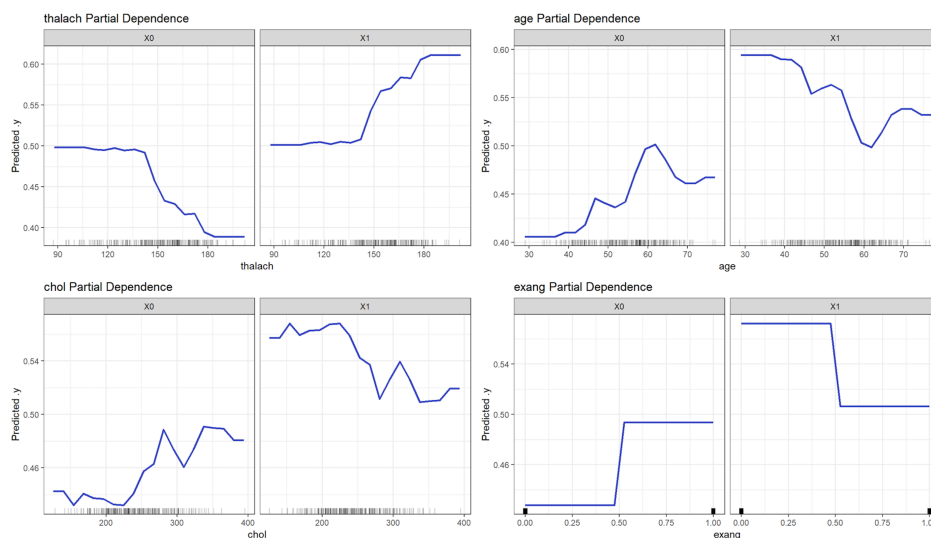 thalach Partial Dependence
X0 X1
0.60
0.55
0.50
0.45
0.40
Predicted .y
90 120 150 180 90 120 150 180
thalach
age Partial Dependence
X0 X1
0.60
0.55
0.50
0.45
0.40
Predicted .y
30 40 50 60 70 30 40 50 60 70
age
chol Partial Dependence
X0 X1
0.54
0.50
0.46
Predicted .y
200 300 400 200 300 400
chol
exang Partial Dependence
X0 X1
0.54
0.50
0.46
Predicted .y
0.00 0.25 0.50 0.75 1.00 0.00 0.25 0.50 0.75 1.0
exang